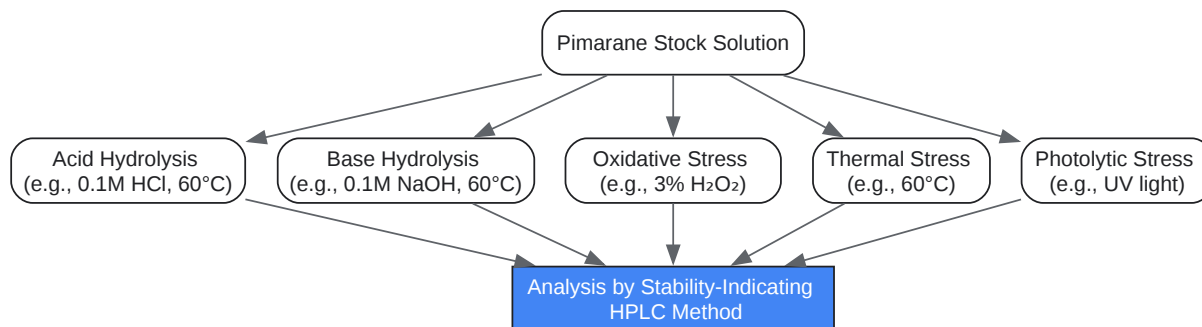 Pimarane Stock Solution
Acid Hydrolysis
(e.g., 0.1M HCl, 60°C)
Base Hydrolysis
(e.g., 0.1M NaOH, 60°C)
Oxidative Stress
(e.g., 3% H₂O₂)
Thermal Stress
(e.g., 60°C)
Photolytic Stress
(e.g., UV light)
Analysis by Stability-Indicating
HPLC Method